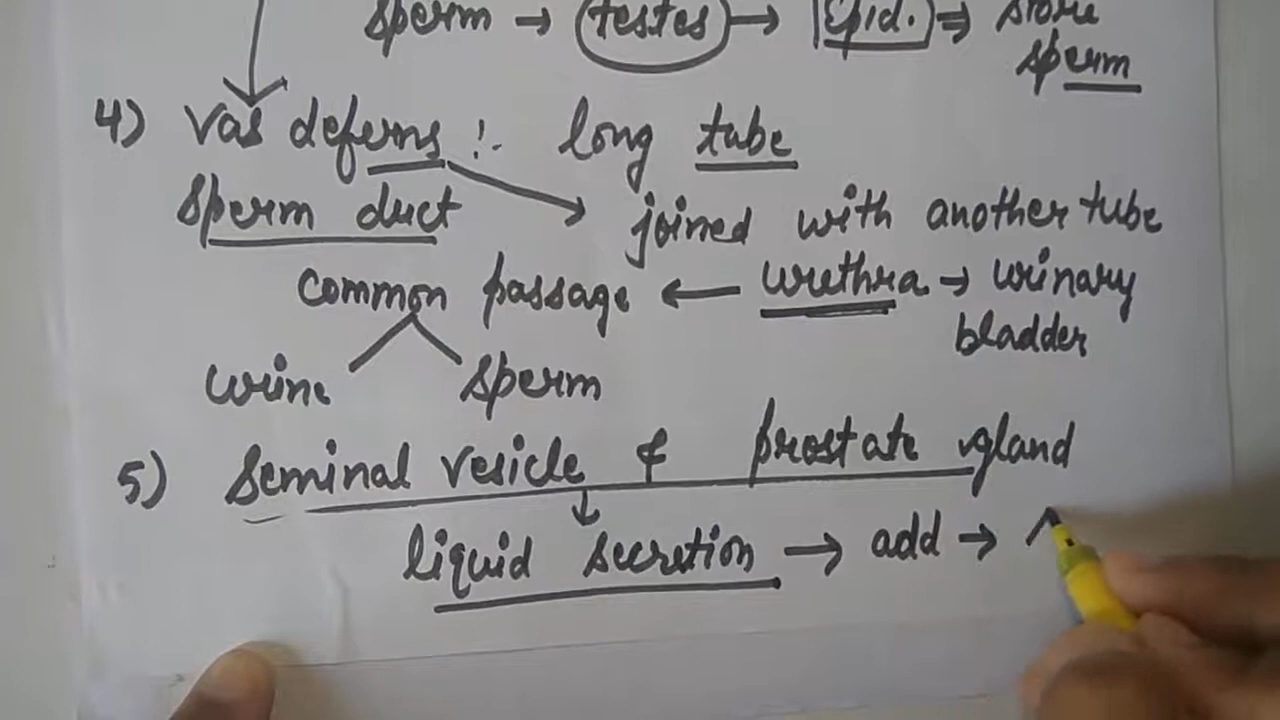 sperm → testes → Epid. ⇒ store
sperm
4) Vas deferns :- long tube
sperm duct
joined with another tube
common passage ← urethra → urinary
bladder
urine sperm
5) Seminal vesicle & prostate gland
liquid secretion → add →